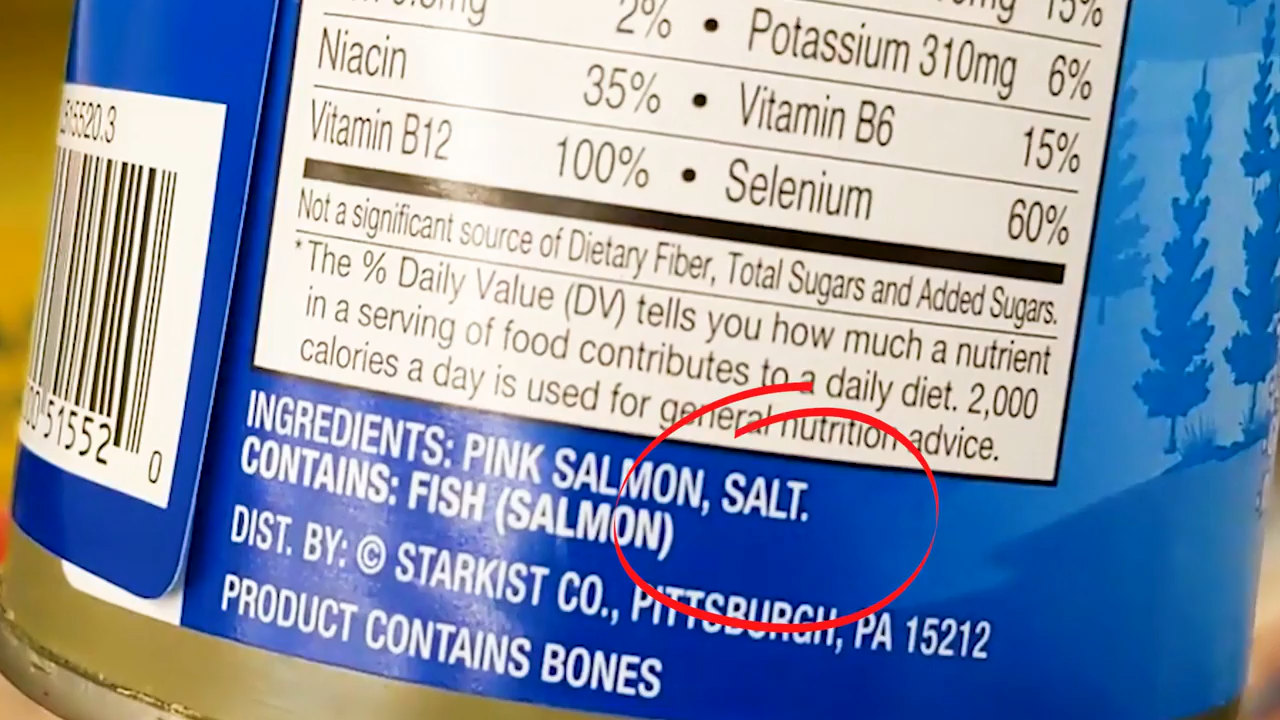 2% • Potassium 310mg 6%
Niacin 35% • Vitamin B6 15%
Vitamin B12 100% • Selenium 60%
Not a significant source of Dietary Fiber, Total Sugars and Added Sugars.
* The % Daily Value (DV) tells you how much a nutrient
in a serving of food contributes to a daily diet. 2,000
calories a day is used for general nutrition advice.
INGREDIENTS: PINK SALMON, SALT.
CONTAINS: FISH (SALMON)
DIST. BY: © STARKIST CO., PITTSBURGH, PA 15212
PRODUCT CONTAINS BONES
51552 0